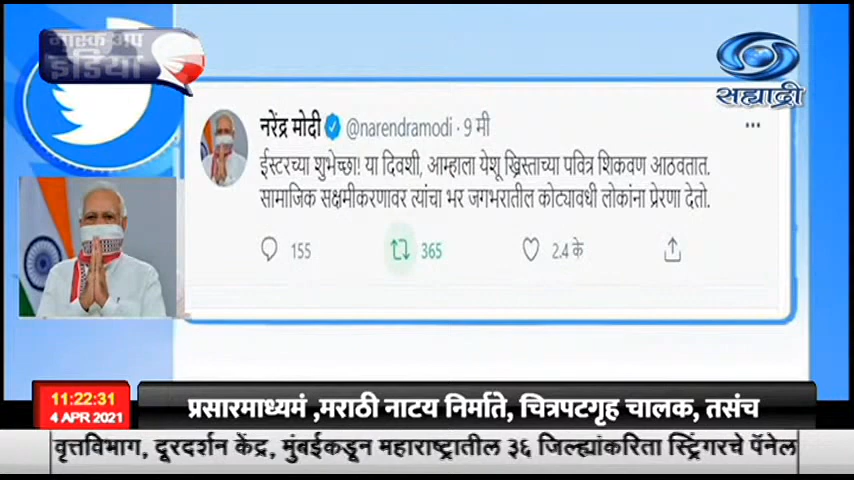 मास्क अप
इंडिया
सह्याद्री
नरेंद्र मोदी @narendramodi · 9 मी
ईस्टरच्या शुभेच्छा! या दिवशी, आम्हाला येशू ख्रिस्ताच्या पवित्र शिकवण आठवतात.
सामाजिक सक्षमीकरणावर त्यांचा भर जगभरातील कोट्यावधी लोकांना प्रेरणा देतो.
155 365 2.4 के
11:22:31
4 APR 2021
प्रसारमाध्यमं ,मराठी नाटय निर्माते, चित्रपटगृह चालक, तसंच
वृत्तविभाग, दूरदर्शन केंद्र, मुंबईकडून महाराष्ट्रातील ३६ जिल्ह्यांकरिता स्ट्रिंगरचे पॅनेल